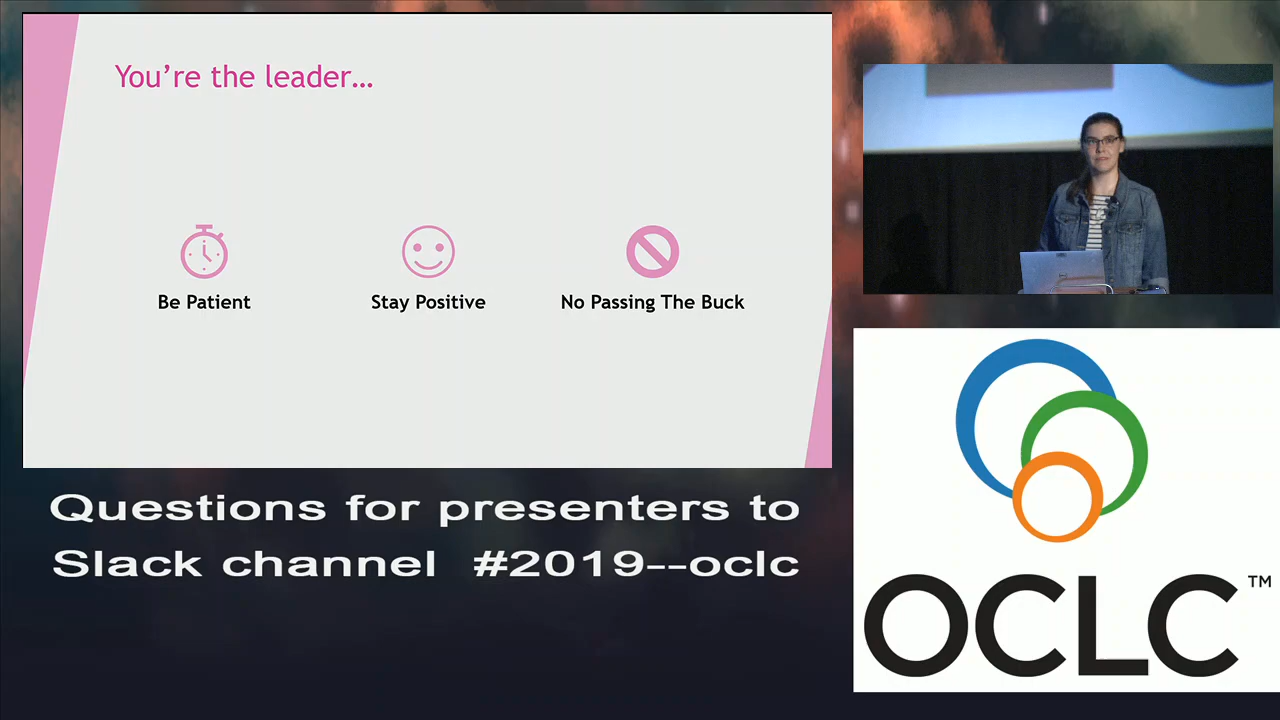 You're the leader...
Be Patient
Stay Positive
No Passing The Buck
Questions for presenters to
Slack channel #2019--oclc
OCLC™